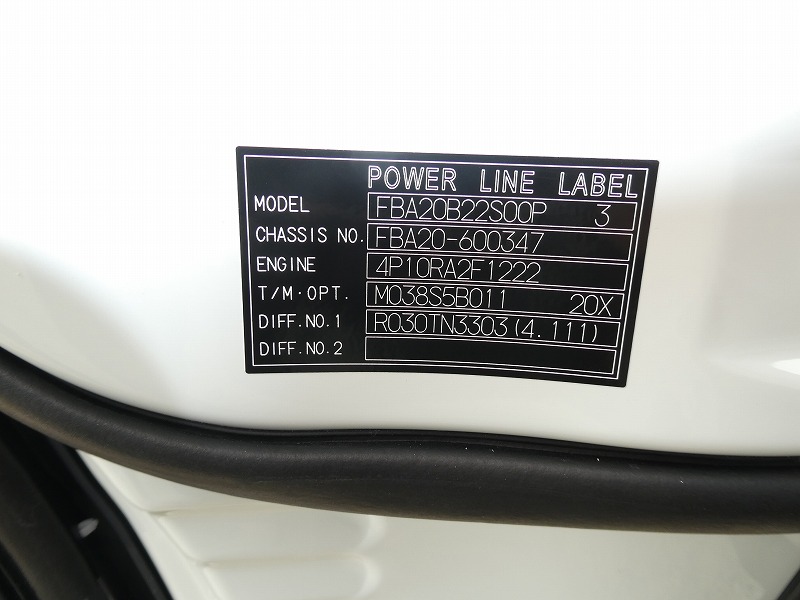 POWER LINE LABEL
MODEL FBA20B22S00P 3
CHASSIS NO. FBA20-600347
ENGINE 4P10RA2F1222
T/M·OPT. M038S5B011 20X
DIFF.NO.1 R030TN3303(4.111)
DIFF.NO.2